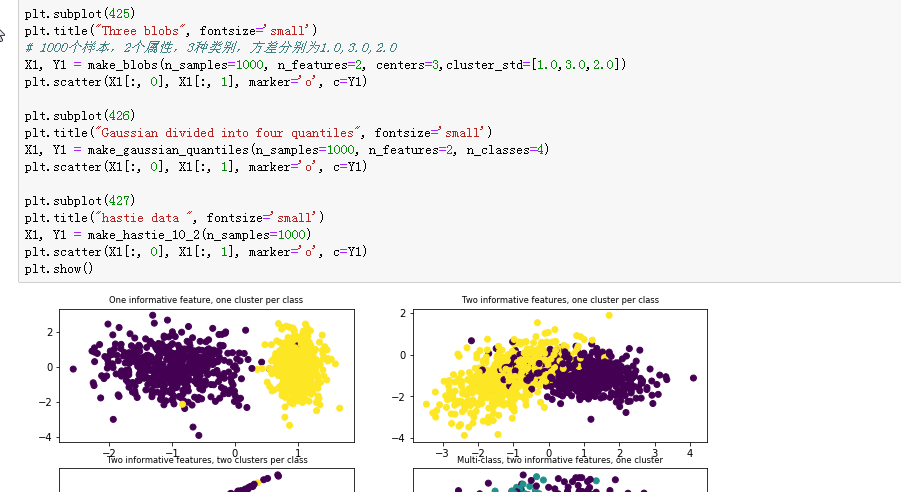 plt.subplot(425)
plt.title("Three blobs", fontsize='small')
# 1000个样本，2个属性，3种类别，方差分别为1.0,3.0,2.0
X1, Y1 = make_blobs(n_samples=1000, n_features=2, centers=3,cluster_std=[1.0,3.0,2.0])
plt.scatter(X1[:, 0], X1[:, 1], marker='o', c=Y1)
plt.subplot(426)
plt.title("Gaussian divided into four quantiles", fontsize='small')
X1, Y1 = make_gaussian_quantiles(n_samples=1000, n_features=2, n_classes=4)
plt.scatter(X1[:, 0], X1[:, 1], marker='o', c=Y1)
plt.subplot(427)
plt.title("hastie data ", fontsize='small')
X1, Y1 = make_hastie_10_2(n_samples=1000)
plt.scatter(X1[:, 0], X1[:, 1], marker='o', c=Y1)
plt.show()
One informative feature, one cluster per class
2
0
−2
−4
−2
−1
0
1
Two informative features, one cluster per class
2
0
−2
−4
−3
−2
−1
0
1
2
3
4
Two informative features, two clusters per class
Multi-class, two informative features, one cluster